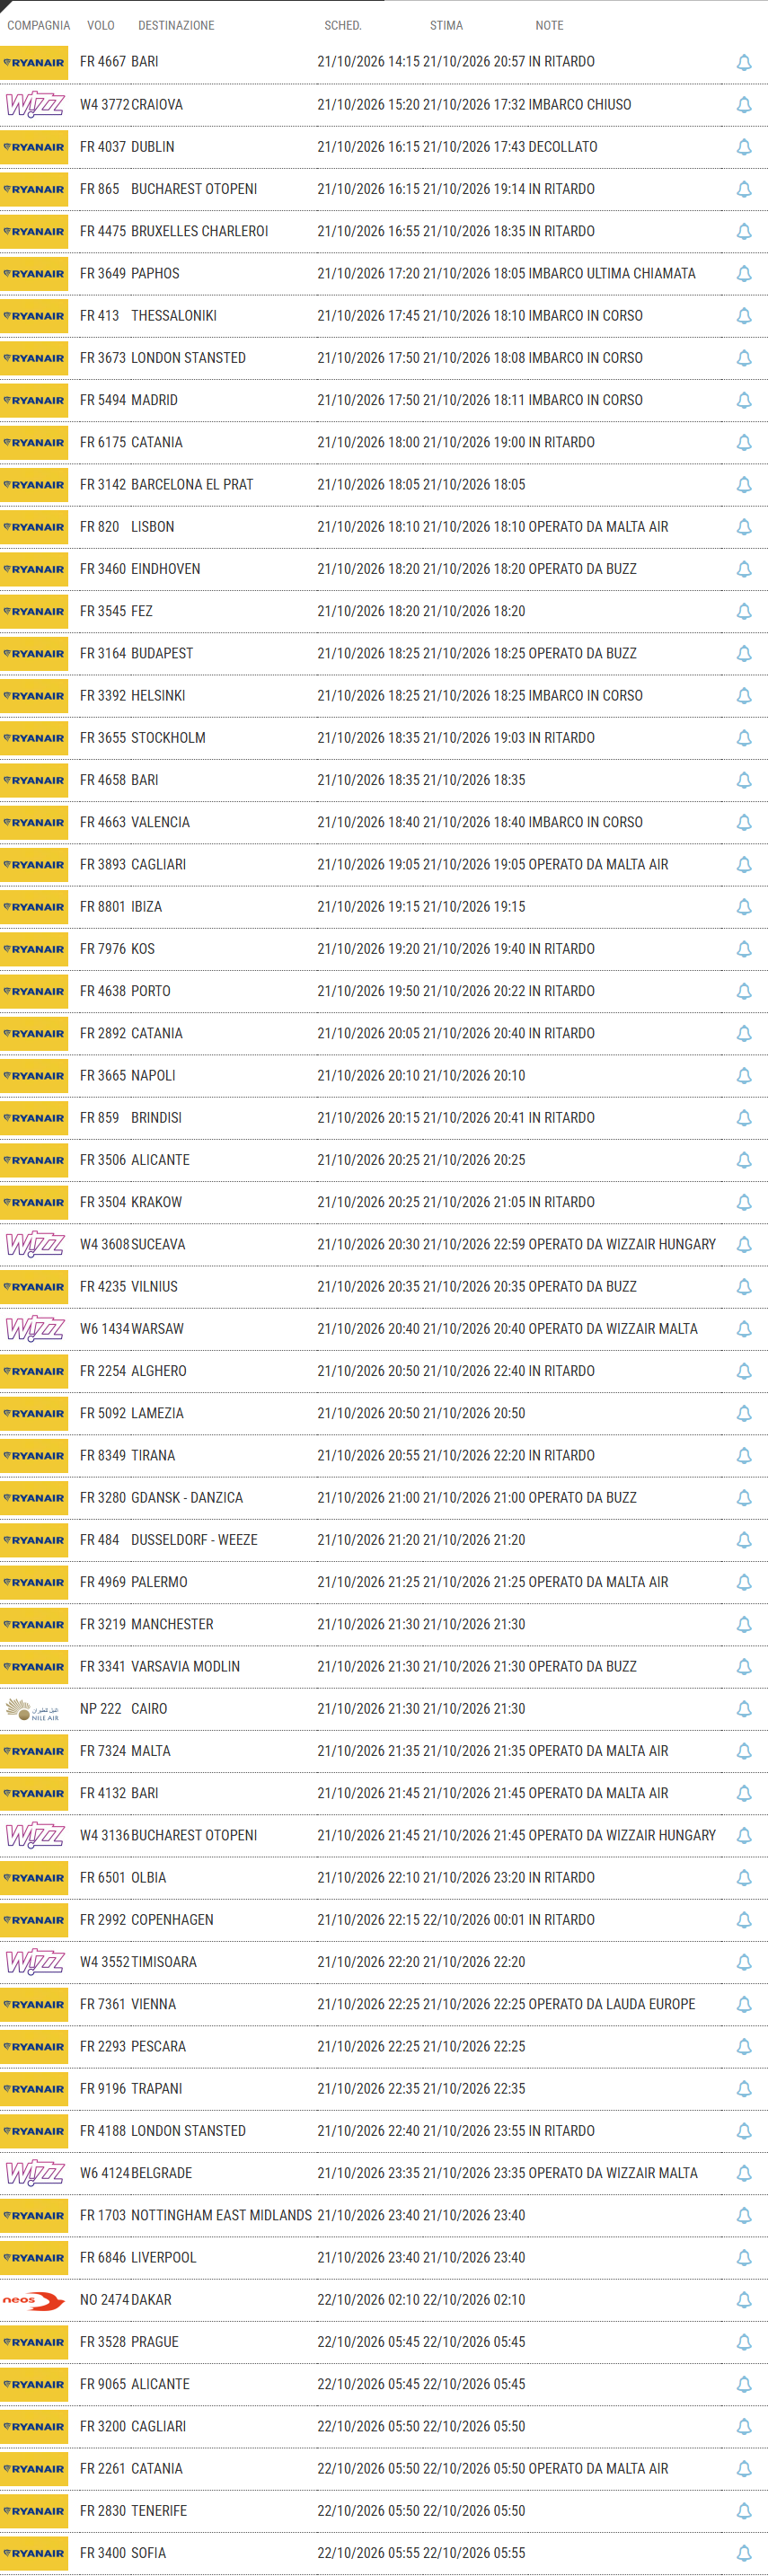 COMPAGNIA VOLO DESTINAZIONE SCHED. STIMA NOTE
RYANAIR FR 4667 BARI 21/10/2026 14:15 21/10/2026 20:57 IN RITARDO
WIZZ W4 3772 CRAIOVA 21/10/2026 15:20 21/10/2026 17:32 IMBARCO CHIUSO
RYANAIR FR 4037 DUBLIN 21/10/2026 16:15 21/10/2026 17:43 DECOLLATO
RYANAIR FR 865 BUCHAREST OTOPENI 21/10/2026 16:15 21/10/2026 19:14 IN RITARDO
RYANAIR FR 4475 BRUXELLES CHARLEROI 21/10/2026 16:55 21/10/2026 18:35 IN RITARDO
RYANAIR FR 3649 PAPHOS 21/10/2026 17:20 21/10/2026 18:05 IMBARCO ULTIMA CHIAMATA
RYANAIR FR 413 THESSALONIKI 21/10/2026 17:45 21/10/2026 18:10 IMBARCO IN CORSO
RYANAIR FR 3673 LONDON STANSTED 21/10/2026 17:50 21/10/2026 18:08 IMBARCO IN CORSO
RYANAIR FR 5494 MADRID 21/10/2026 17:50 21/10/2026 18:11 IMBARCO IN CORSO
RYANAIR FR 6175 CATANIA 21/10/2026 18:00 21/10/2026 19:00 IN RITARDO
RYANAIR FR 3142 BARCELONA EL PRAT 21/10/2026 18:05 21/10/2026 18:05
RYANAIR FR 820 LISBON 21/10/2026 18:10 21/10/2026 18:10 OPERATO DA MALTA AIR
RYANAIR FR 3460 EINDHOVEN 21/10/2026 18:20 21/10/2026 18:20 OPERATO DA BUZZ
RYANAIR FR 3545 FEZ 21/10/2026 18:20 21/10/2026 18:20
RYANAIR FR 3164 BUDAPEST 21/10/2026 18:25 21/10/2026 18:25 OPERATO DA BUZZ
RYANAIR FR 3392 HELSINKI 21/10/2026 18:25 21/10/2026 18:25 IMBARCO IN CORSO
RYANAIR FR 3655 STOCKHOLM 21/10/2026 18:35 21/10/2026 19:03 IN RITARDO
RYANAIR FR 4658 BARI 21/10/2026 18:35 21/10/2026 18:35
RYANAIR FR 4663 VALENCIA 21/10/2026 18:40 21/10/2026 18:40 IMBARCO IN CORSO
RYANAIR FR 3893 CAGLIARI 21/10/2026 19:05 21/10/2026 19:05 OPERATO DA MALTA AIR
RYANAIR FR 8801 IBIZA 21/10/2026 19:15 21/10/2026 19:15
RYANAIR FR 7976 KOS 21/10/2026 19:20 21/10/2026 19:40 IN RITARDO
RYANAIR FR 4638 PORTO 21/10/2026 19:50 21/10/2026 20:22 IN RITARDO
RYANAIR FR 2892 CATANIA 21/10/2026 20:05 21/10/2026 20:40 IN RITARDO
RYANAIR FR 3665 NAPOLI 21/10/2026 20:10 21/10/2026 20:10
RYANAIR FR 859 BRINDISI 21/10/2026 20:15 21/10/2026 20:41 IN RITARDO
RYANAIR FR 3506 ALICANTE 21/10/2026 20:25 21/10/2026 20:25
RYANAIR FR 3504 KRAKOW 21/10/2026 20:25 21/10/2026 21:05 IN RITARDO
WIZZ W4 3608 SUCEAVA 21/10/2026 20:30 21/10/2026 22:59 OPERATO DA WIZZAIR HUNGARY
RYANAIR FR 4235 VILNIUS 21/10/2026 20:35 21/10/2026 20:35 OPERATO DA BUZZ
WIZZ W6 1434 WARSAW 21/10/2026 20:40 21/10/2026 20:40 OPERATO DA WIZZAIR MALTA
RYANAIR FR 2254 ALGHERO 21/10/2026 20:50 21/10/2026 22:40 IN RITARDO
RYANAIR FR 5092 LAMEZIA 21/10/2026 20:50 21/10/2026 20:50
RYANAIR FR 8349 TIRANA 21/10/2026 20:55 21/10/2026 22:20 IN RITARDO
RYANAIR FR 3280 GDANSK - DANZICA 21/10/2026 21:00 21/10/2026 21:00 OPERATO DA BUZZ
RYANAIR FR 484 DUSSELDORF - WEEZE 21/10/2026 21:20 21/10/2026 21:20
RYANAIR FR 4969 PALERMO 21/10/2026 21:25 21/10/2026 21:25 OPERATO DA MALTA AIR
RYANAIR FR 3219 MANCHESTER 21/10/2026 21:30 21/10/2026 21:30
RYANAIR FR 3341 VARSAVIA MODLIN 21/10/2026 21:30 21/10/2026 21:30 OPERATO DA BUZZ
النيل للطيران NILE AIR NP 222 CAIRO 21/10/2026 21:30 21/10/2026 21:30
RYANAIR FR 7324 MALTA 21/10/2026 21:35 21/10/2026 21:35 OPERATO DA MALTA AIR
RYANAIR FR 4132 BARI 21/10/2026 21:45 21/10/2026 21:45 OPERATO DA MALTA AIR
WIZZ W4 3136 BUCHAREST OTOPENI 21/10/2026 21:45 21/10/2026 21:45 OPERATO DA WIZZAIR HUNGARY
RYANAIR FR 6501 OLBIA 21/10/2026 22:10 21/10/2026 23:20 IN RITARDO
RYANAIR FR 2992 COPENHAGEN 21/10/2026 22:15 22/10/2026 00:01 IN RITARDO
WIZZ W4 3552 TIMISOARA 21/10/2026 22:20 21/10/2026 22:20
RYANAIR FR 7361 VIENNA 21/10/2026 22:25 21/10/2026 22:25 OPERATO DA LAUDA EUROPE
RYANAIR FR 2293 PESCARA 21/10/2026 22:25 21/10/2026 22:25
RYANAIR FR 9196 TRAPANI 21/10/2026 22:35 21/10/2026 22:35
RYANAIR FR 4188 LONDON STANSTED 21/10/2026 22:40 21/10/2026 23:55 IN RITARDO
WIZZ W6 4124 BELGRADE 21/10/2026 23:35 21/10/2026 23:35 OPERATO DA WIZZAIR MALTA
RYANAIR FR 1703 NOTTINGHAM EAST MIDLANDS 21/10/2026 23:40 21/10/2026 23:40
RYANAIR FR 6846 LIVERPOOL 21/10/2026 23:40 21/10/2026 23:40
neos NO 2474 DAKAR 22/10/2026 02:10 22/10/2026 02:10
RYANAIR FR 3528 PRAGUE 22/10/2026 05:45 22/10/2026 05:45
RYANAIR FR 9065 ALICANTE 22/10/2026 05:45 22/10/2026 05:45
RYANAIR FR 3200 CAGLIARI 22/10/2026 05:50 22/10/2026 05:50
RYANAIR FR 2261 CATANIA 22/10/2026 05:50 22/10/2026 05:50 OPERATO DA MALTA AIR
RYANAIR FR 2830 TENERIFE 22/10/2026 05:50 22/10/2026 05:50
RYANAIR FR 3400 SOFIA 22/10/2026 05:55 22/10/2026 05:55